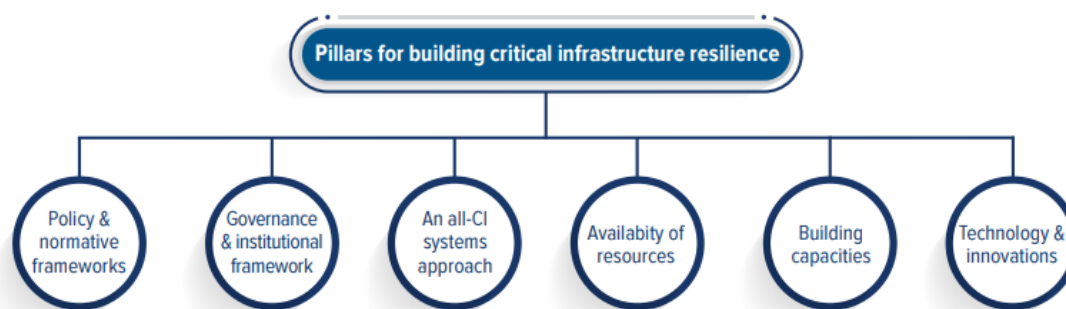 Pillars for building critical infrastructure resilience
Policy &
normative
frameworks
Governance
& institutional
framework
An all-CI
systems
approach
Availabity of
resources
Building
capacities
Technology &
innovations